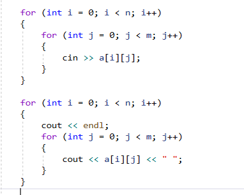 for (int i = 0; i < n; i++)
{
    for (int j = 0; j < m; j++)
    {
        cin >> a[i][j];
    }
}

for (int i = 0; i < n; i++)
{
    cout << endl;
    for (int j = 0; j < m; j++)
    {
        cout << a[i][j] << " ";
    }
}